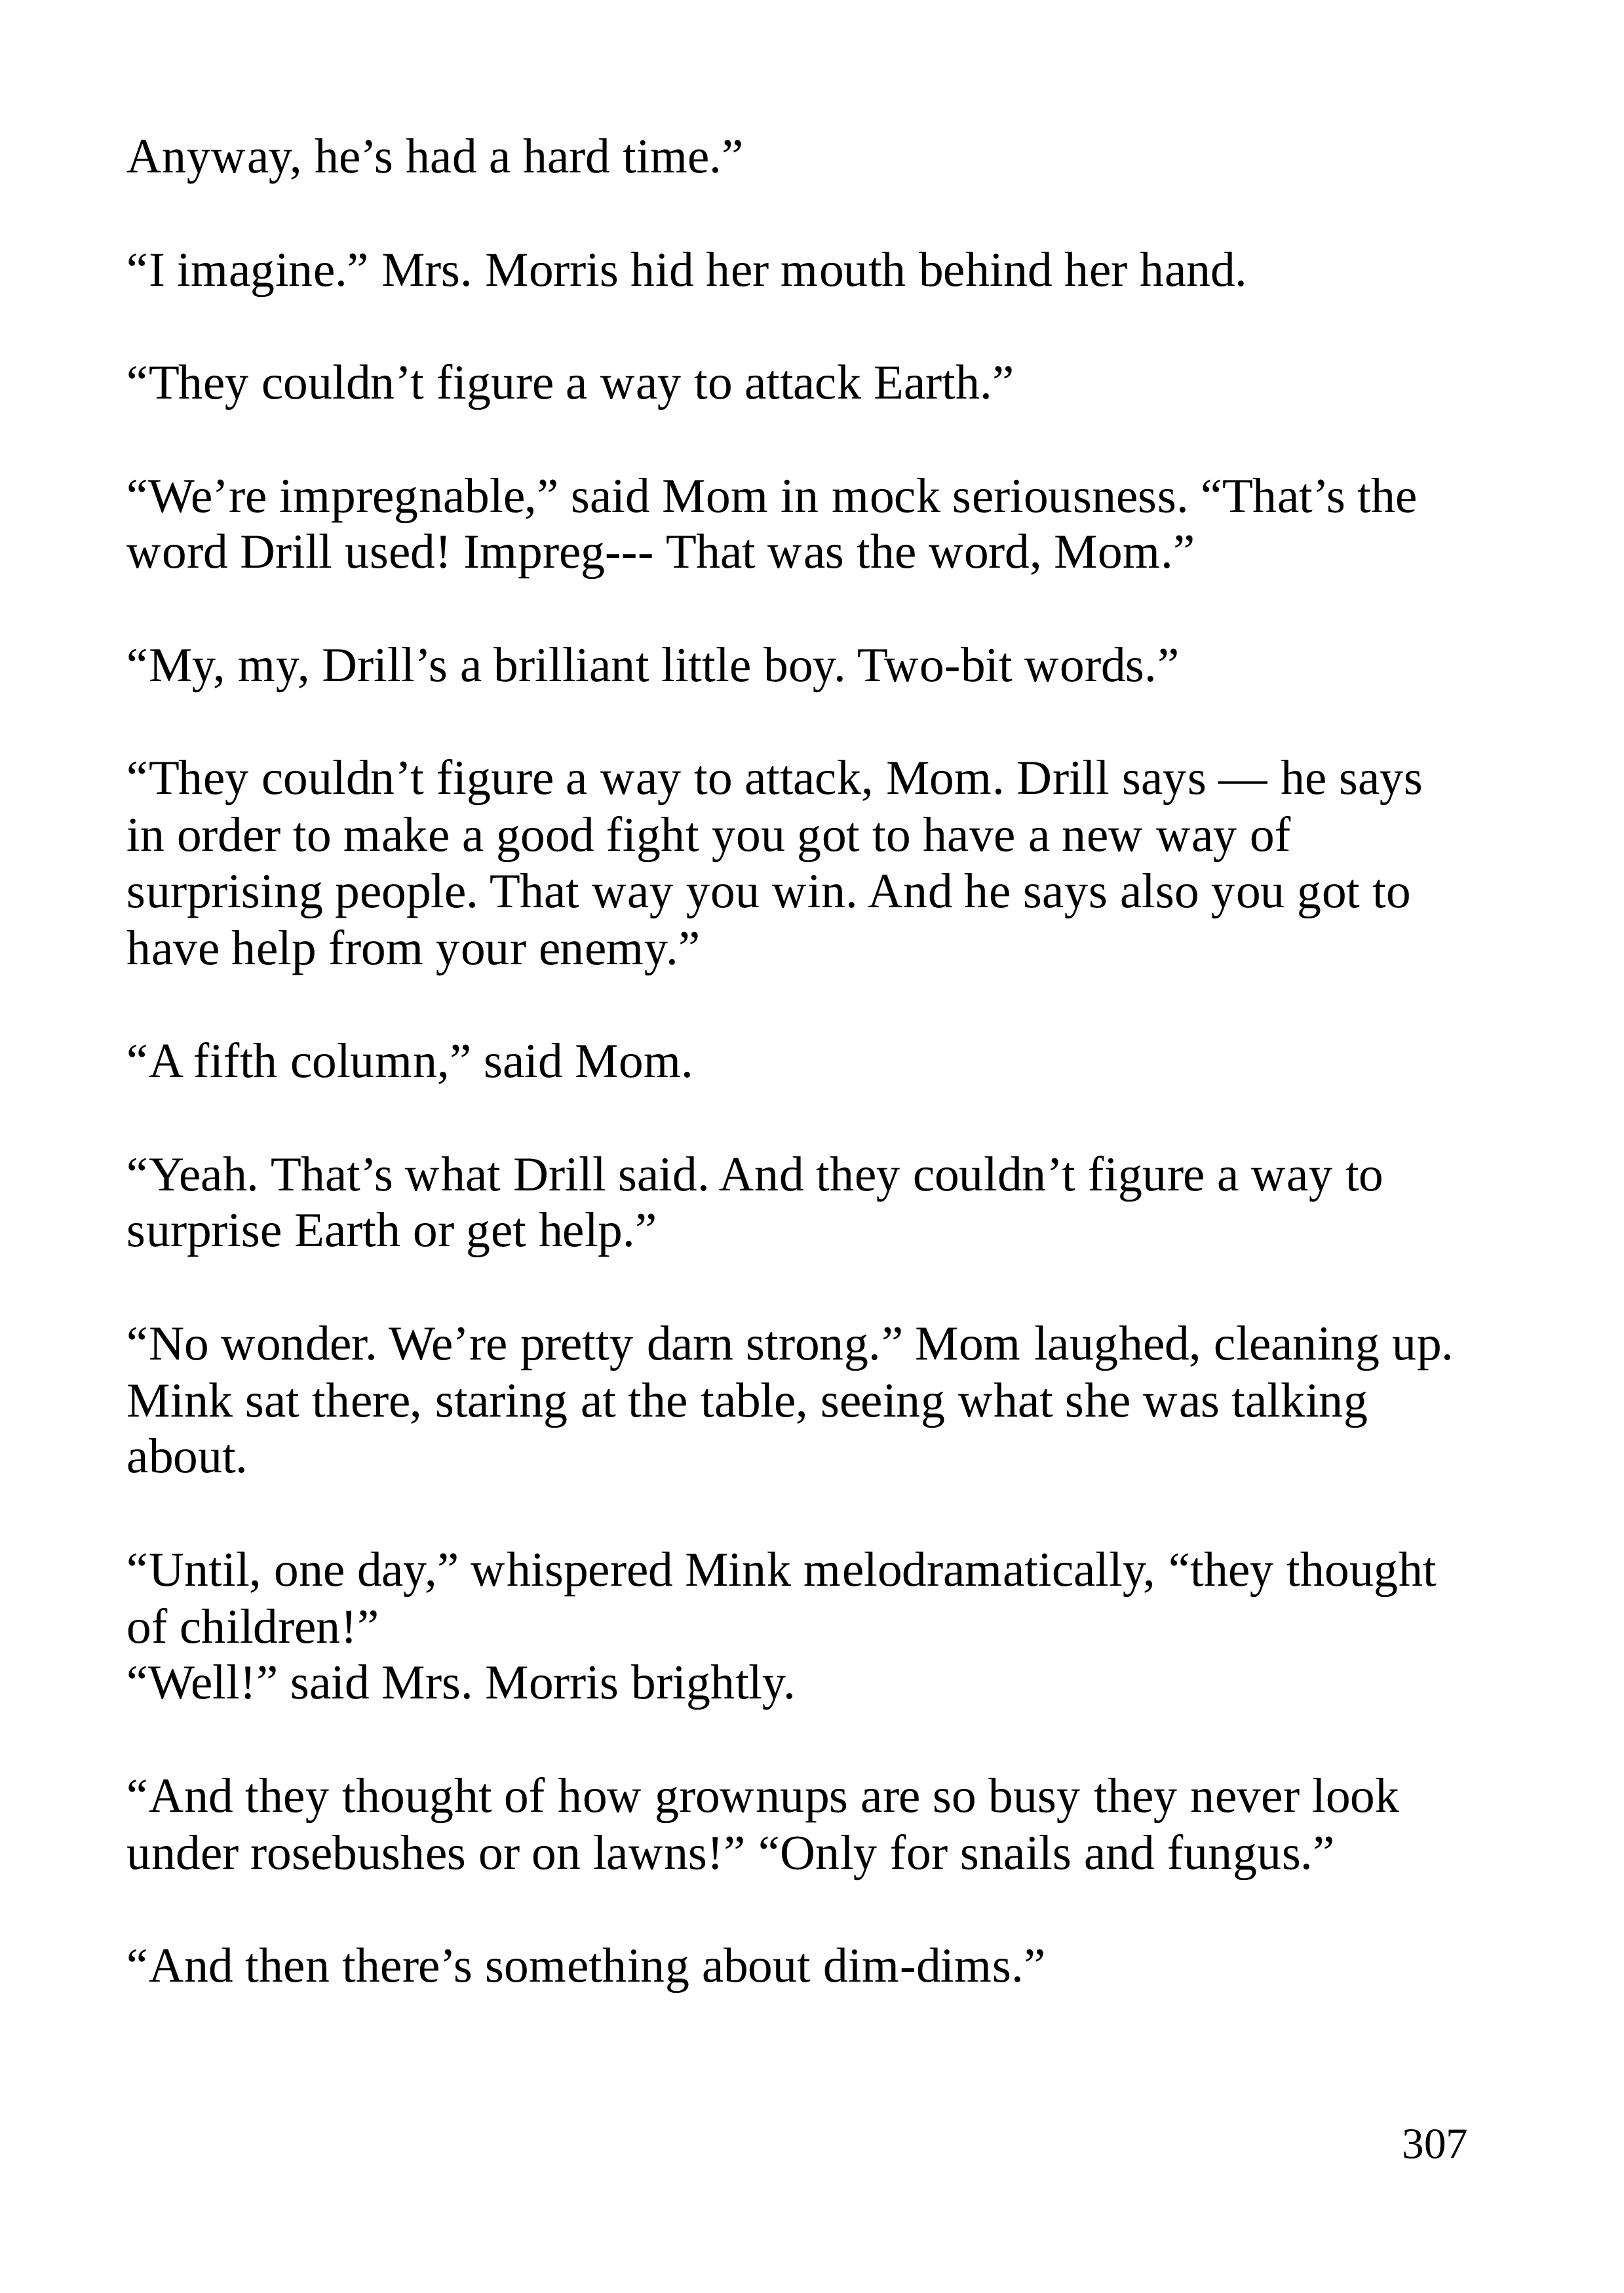 Anyway, he’s had a hard time.”
“I imagine.” Mrs. Morris hid her mouth behind her hand.
“They couldn’t figure a way to attack Earth.”
“We’re impregnable,” said Mom in mock seriousness. “That’s the
word Drill used! Impreg--- That was the word, Mom.”
“My, my, Drill’s a brilliant little boy. Two-bit words.”
“They couldn’t figure a way to attack, Mom. Drill says — he says
in order to make a good fight you got to have a new way of
surprising people. That way you win. And he says also you got to
have help from your enemy.”
“A fifth column,” said Mom.
“Yeah. That’s what Drill said. And they couldn’t figure a way to
surprise Earth or get help.”
“No wonder. We’re pretty darn strong.” Mom laughed, cleaning up.
Mink sat there, staring at the table, seeing what she was talking
about.
“Until, one day,” whispered Mink melodramatically, “they thought
of children!”
“Well!” said Mrs. Morris brightly.
“And they thought of how grownups are so busy they never look
under rosebushes or on lawns!” “Only for snails and fungus.”
“And then there’s something about dim-dims.”
307